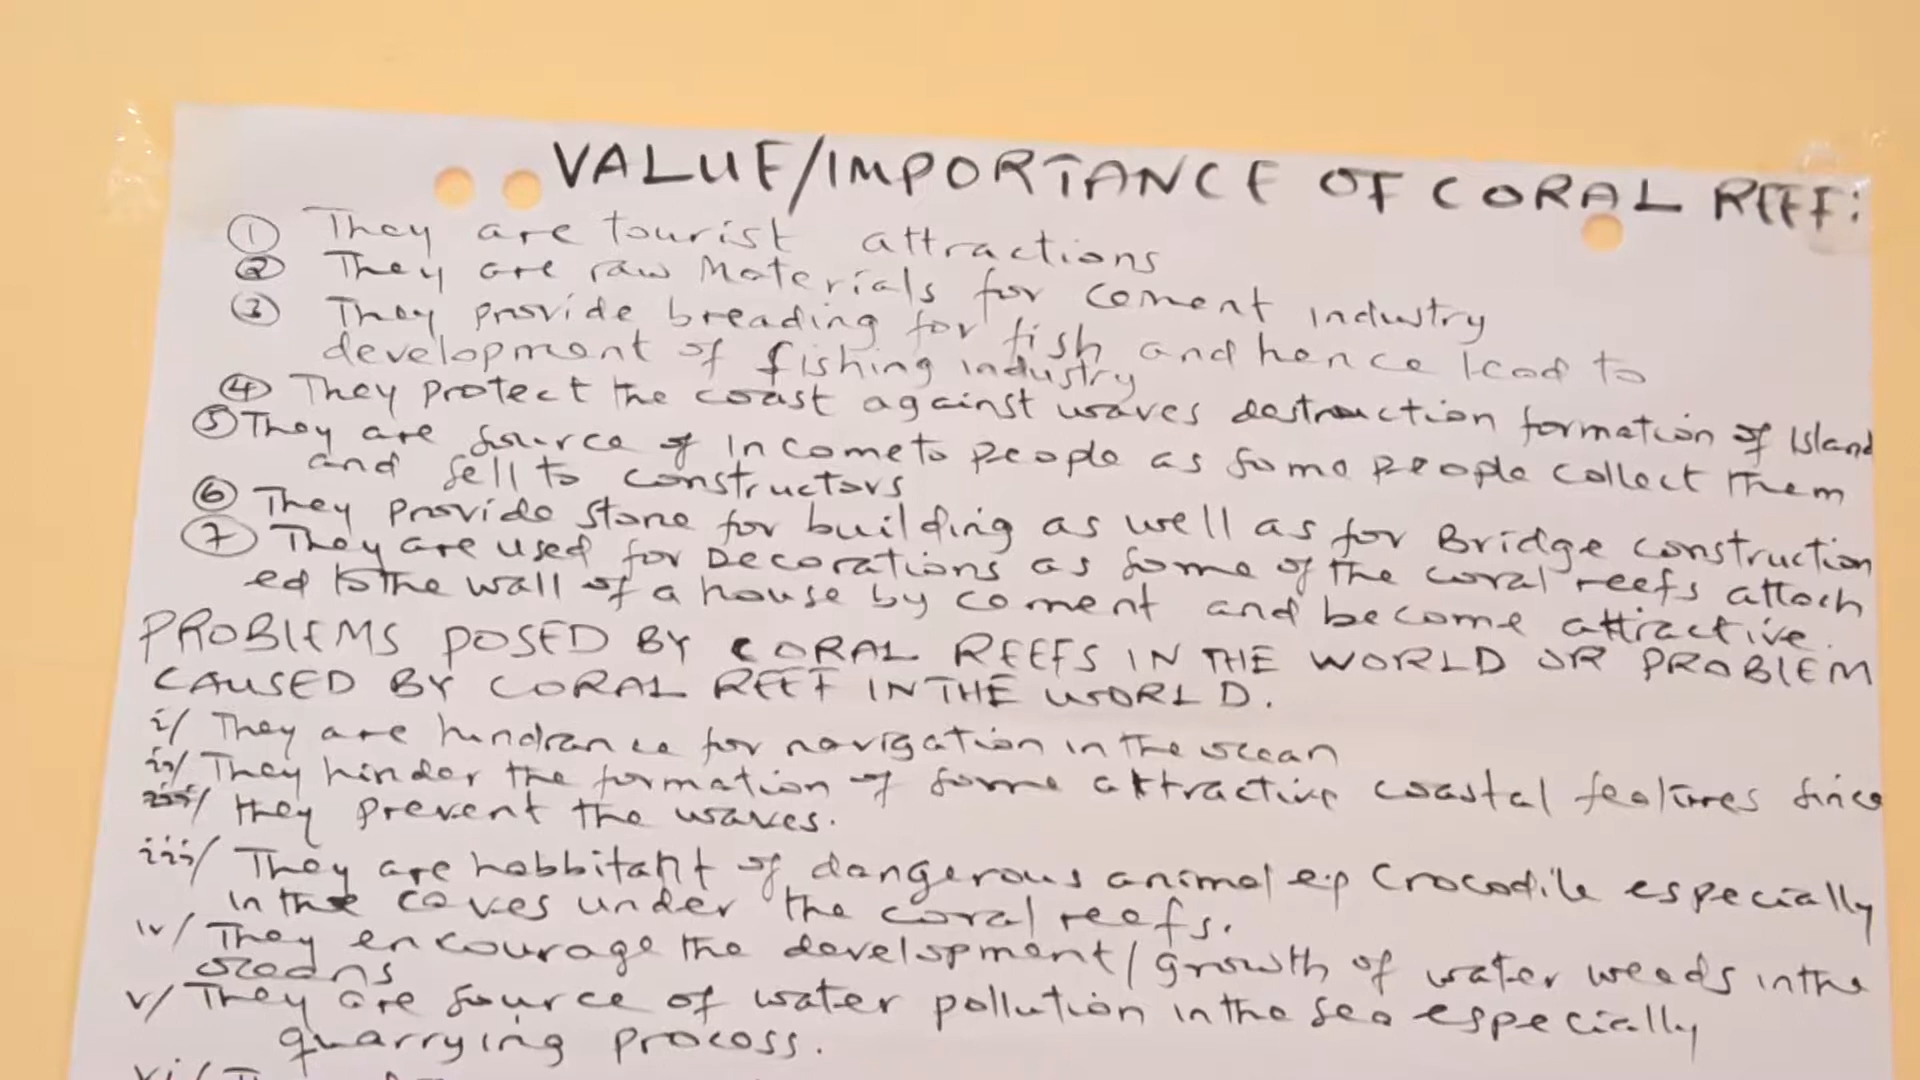 VALUE/IMPORTANCE OF CORAL REEF:
① They are tourist attractions
② They are raw Materials for cement industry
③ They provide breading for fish and hence lead to
development of fishing industry
④ They protect the coast against waves destruction formation of Island
⑤ They are source of Income to people as some people collect them
and sell to constructors
⑥ They provide stone for building as well as for Bridge construction
⑦ They are used for Decorations as some of the coral reefs attach
ed to the wall of a house by cement and become attractive.
PROBLEMS POSED BY CORAL REEFS IN THE WORLD OR PROBLEM
CAUSED BY CORAL REEF IN THE WORLD.
i/ They are hindrance for navigation in the ocean
ii/ They hinder the formation of some attractive coastal features since
they prevent the waves.
iii/ They are habbitant of dangerous animal e.g Crocodile especially
in the caves under the coral reefs.
iv/ They encourage the development/growth of water weeds in the
oceans
v/ They are source of water pollution in the sea especially
quarrying process.
vi/